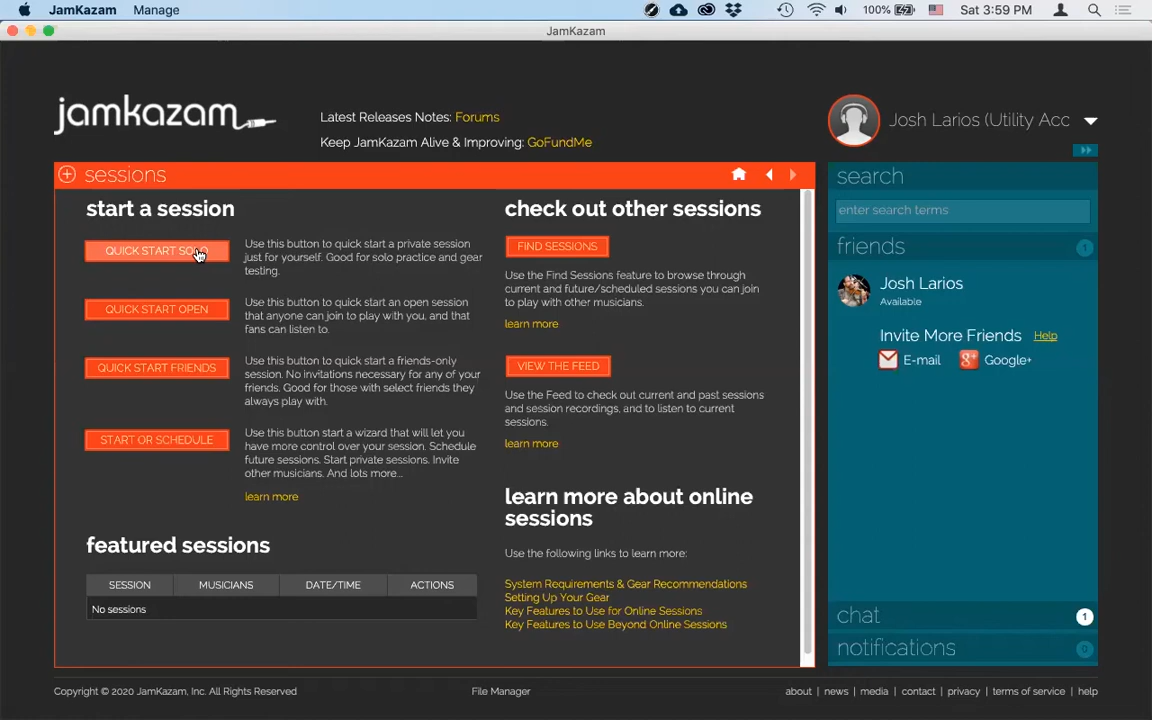 JamKazam Manage 100% Sat 3:59 PM
JamKazam
jamkazam
Latest Releases Notes: Forums
Keep JamKazam Alive & Improving: GoFundMe
Josh Larios (Utility Acc
sessions
start a session
QUICK START SOLO
Use this button to quick start a private session
just for yourself. Good for solo practice and gear
testing.
QUICK START OPEN
Use this button to quick start an open session
that anyone can join to play with you, and that
fans can listen to.
QUICK START FRIENDS
Use this button to quick start a friends-only
session. No invitations necessary for any of your
friends. Good for those with select friends they
always play with.
START OR SCHEDULE
Use this button start a wizard that will let you
have more control over your session. Schedule
future sessions. Start private sessions. Invite
other musicians. And lots more...
learn more
featured sessions
SESSION MUSICIANS DATE/TIME ACTIONS
No sessions
check out other sessions
FIND SESSIONS
Use the Find Sessions feature to browse through
current and future/scheduled sessions you can join
to play with other musicians.
learn more
VIEW THE FEED
Use the Feed to check out current and past sessions
and session recordings, and to listen to current
sessions.
learn more
learn more about online
sessions
Use the following links to learn more:
System Requirements & Gear Recommendations
Setting Up Your Gear
Key Features to Use for Online Sessions
Key Features to Use Beyond Online Sessions
search
enter search terms
friends 1
Josh Larios
Available
Invite More Friends Help
E-mail Google+
chat 1
notifications 0
Copyright © 2020 JamKazam, Inc. All Rights Reserved
File Manager
about | news | media | contact | privacy | terms of service | help